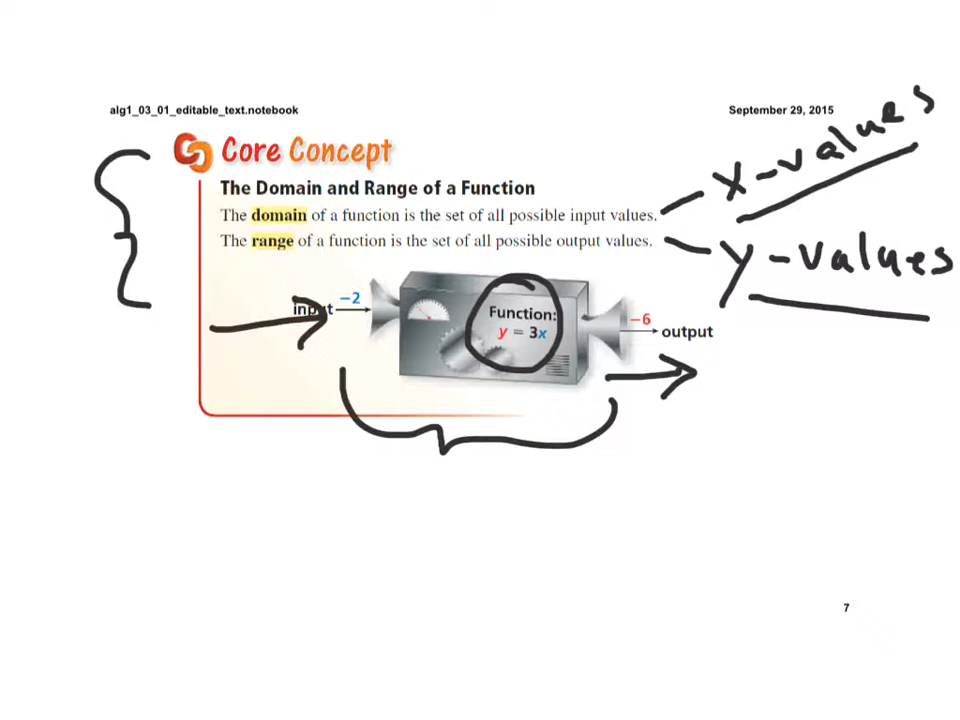 alg1_03_01_editable_text.notebook
September 29, 2015
Core Concept
The Domain and Range of a Function
The domain of a function is the set of all possible input values.
x-values
The range of a function is the set of all possible output values.
y-values
input
−2
Function:
y = 3x
−6
output
7